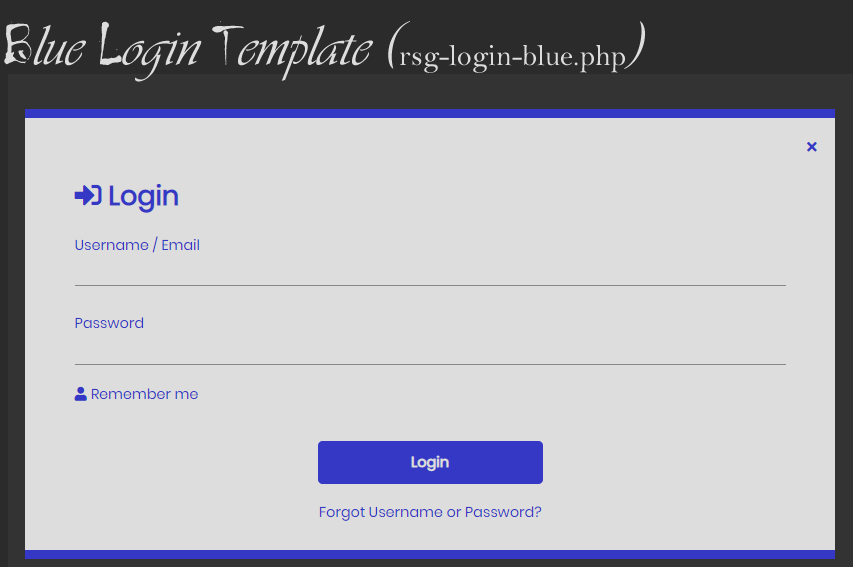 Blue Login Template (rsg-login-blue.php)
Login
Username / Email
Password
Remember me
Login
Forgot Username or Password?